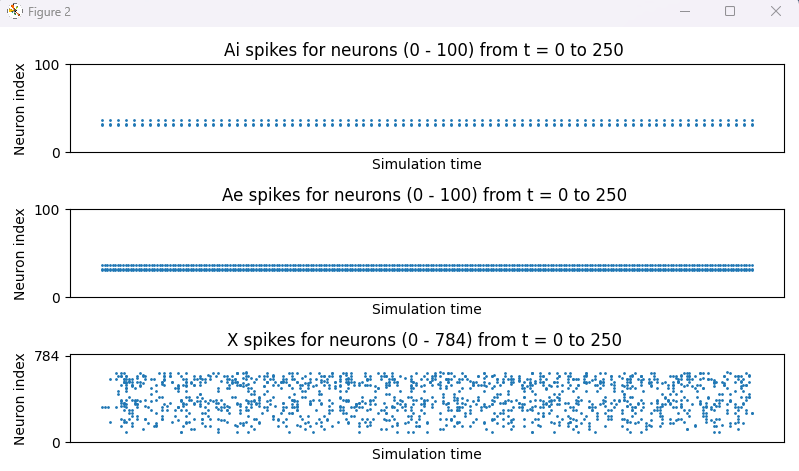 Figure 2
Ai spikes for neurons (0 - 100) from t = 0 to 250
100
Neuron index
0
Simulation time
Ae spikes for neurons (0 - 100) from t = 0 to 250
100
Neuron index
0
Simulation time
X spikes for neurons (0 - 784) from t = 0 to 250
784
Neuron index
0
Simulation time